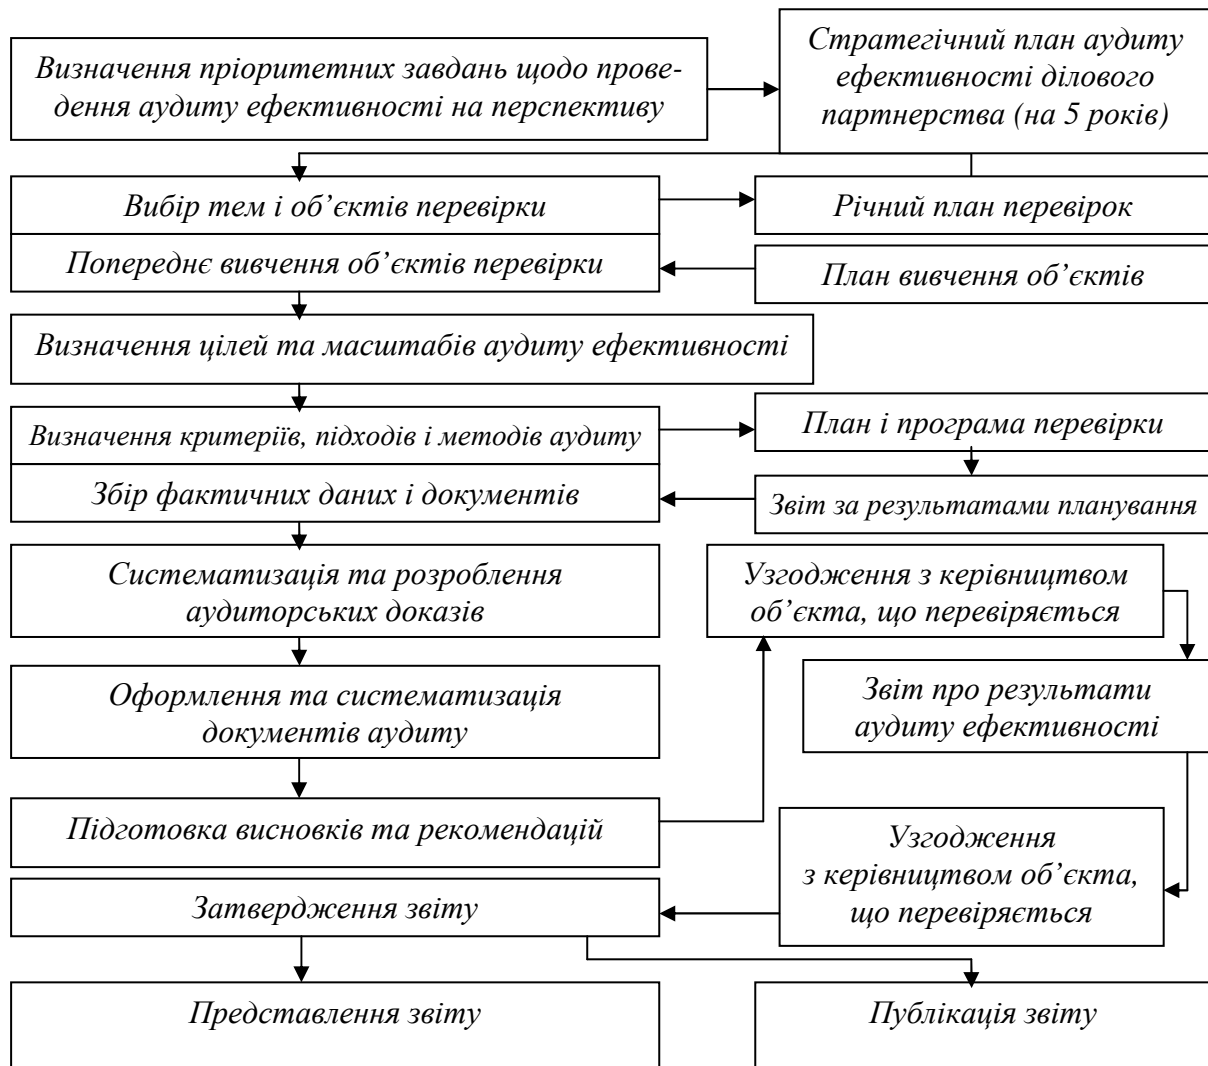 Визначення пріоритетних завдань щодо прове-
дення аудиту ефективності на перспективу
Стратегічний план аудиту
ефективності ділового
партнерства (на 5 років)
Вибір тем і об’єктів перевірки
Річний план перевірок
Попереднє вивчення об’єктів перевірки
План вивчення об’єктів
Визначення цілей та масштабів аудиту ефективності
Визначення критеріїв, підходів і методів аудиту
План і програма перевірки
Збір фактичних даних і документів
Звіт за результатами планування
Систематизація та розроблення
аудиторських доказів
Узгодження з керівництвом
об’єкта, що перевіряється
Оформлення та систематизація
документів аудиту
Звіт про результати
аудиту ефективності
Підготовка висновків та рекомендацій
Узгодження
з керівництвом об’єкта,
що перевіряється
Затвердження звіту
Представлення звіту
Публікація звіту